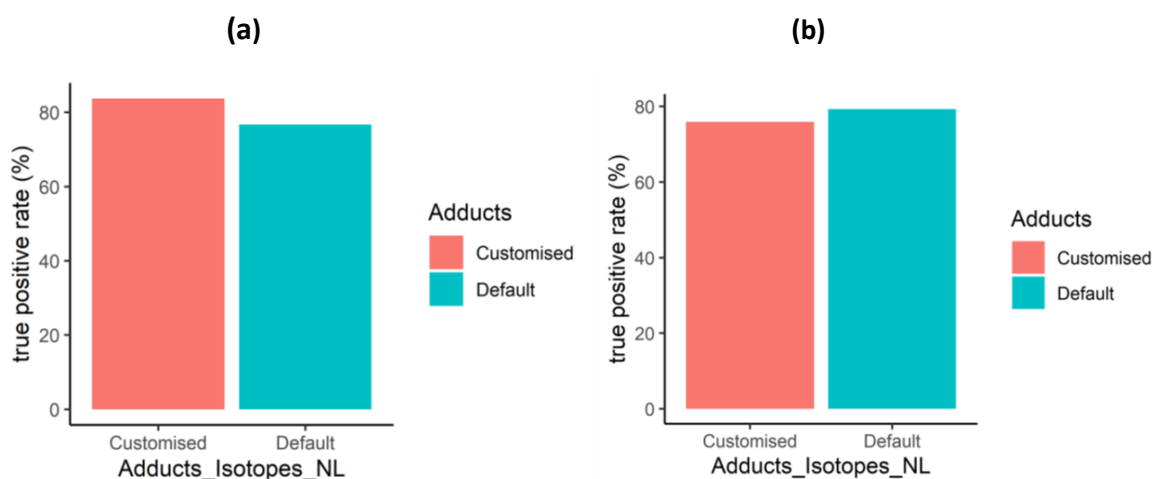 (a)
true positive rate (%)
80
60
40
20
0
Customised
Default
Adducts_Isotopes_NL
Adducts
Customised
Default
(b)
true positive rate (%)
80
60
40
20
0
Customised
Default
Adducts_Isotopes_NL
Adducts
Customised
Default